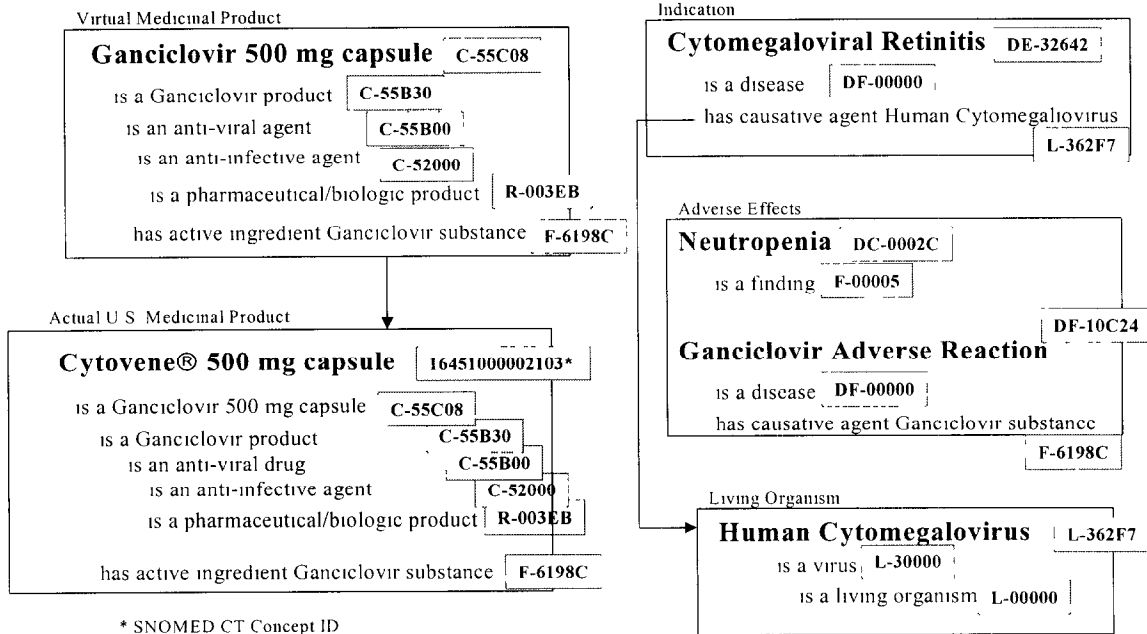 Virtual Medicinal Product
Ganciclovir 500 mg capsule C-55C08
is a Ganciclovir product C-55B30
is an anti-viral agent C-55B00
is an anti-infective agent C-52000
is a pharmaceutical/biologic product R-003EB
has active ingredient Ganciclovir substance F-6198C
Actual U S Medicinal Product
Cytovene® 500 mg capsule 16451000002103*
is a Ganciclovir 500 mg capsule C-55C08
is a Ganciclovir product C-55B30
is an anti-viral drug C-55B00
is an anti-infective agent C-52000
is a pharmaceutical/biologic product R-003EB
has active ingredient Ganciclovir substance F-6198C
* SNOMED CT Concept ID
Indication
Cytomegaloviral Retinitis DE-32642
is a disease DF-00000
has causative agent Human Cytomegaliovirus
L-362F7
Adverse Effects
Neutropenia DC-0002C
is a finding F-00005
DF-10C24
Ganciclovir Adverse Reaction
is a disease DF-00000
has causative agent Ganciclovir substance
F-6198C
Living Organism
Human Cytomegalovirus L-362F7
is a virus L-30000
is a living organism L-00000